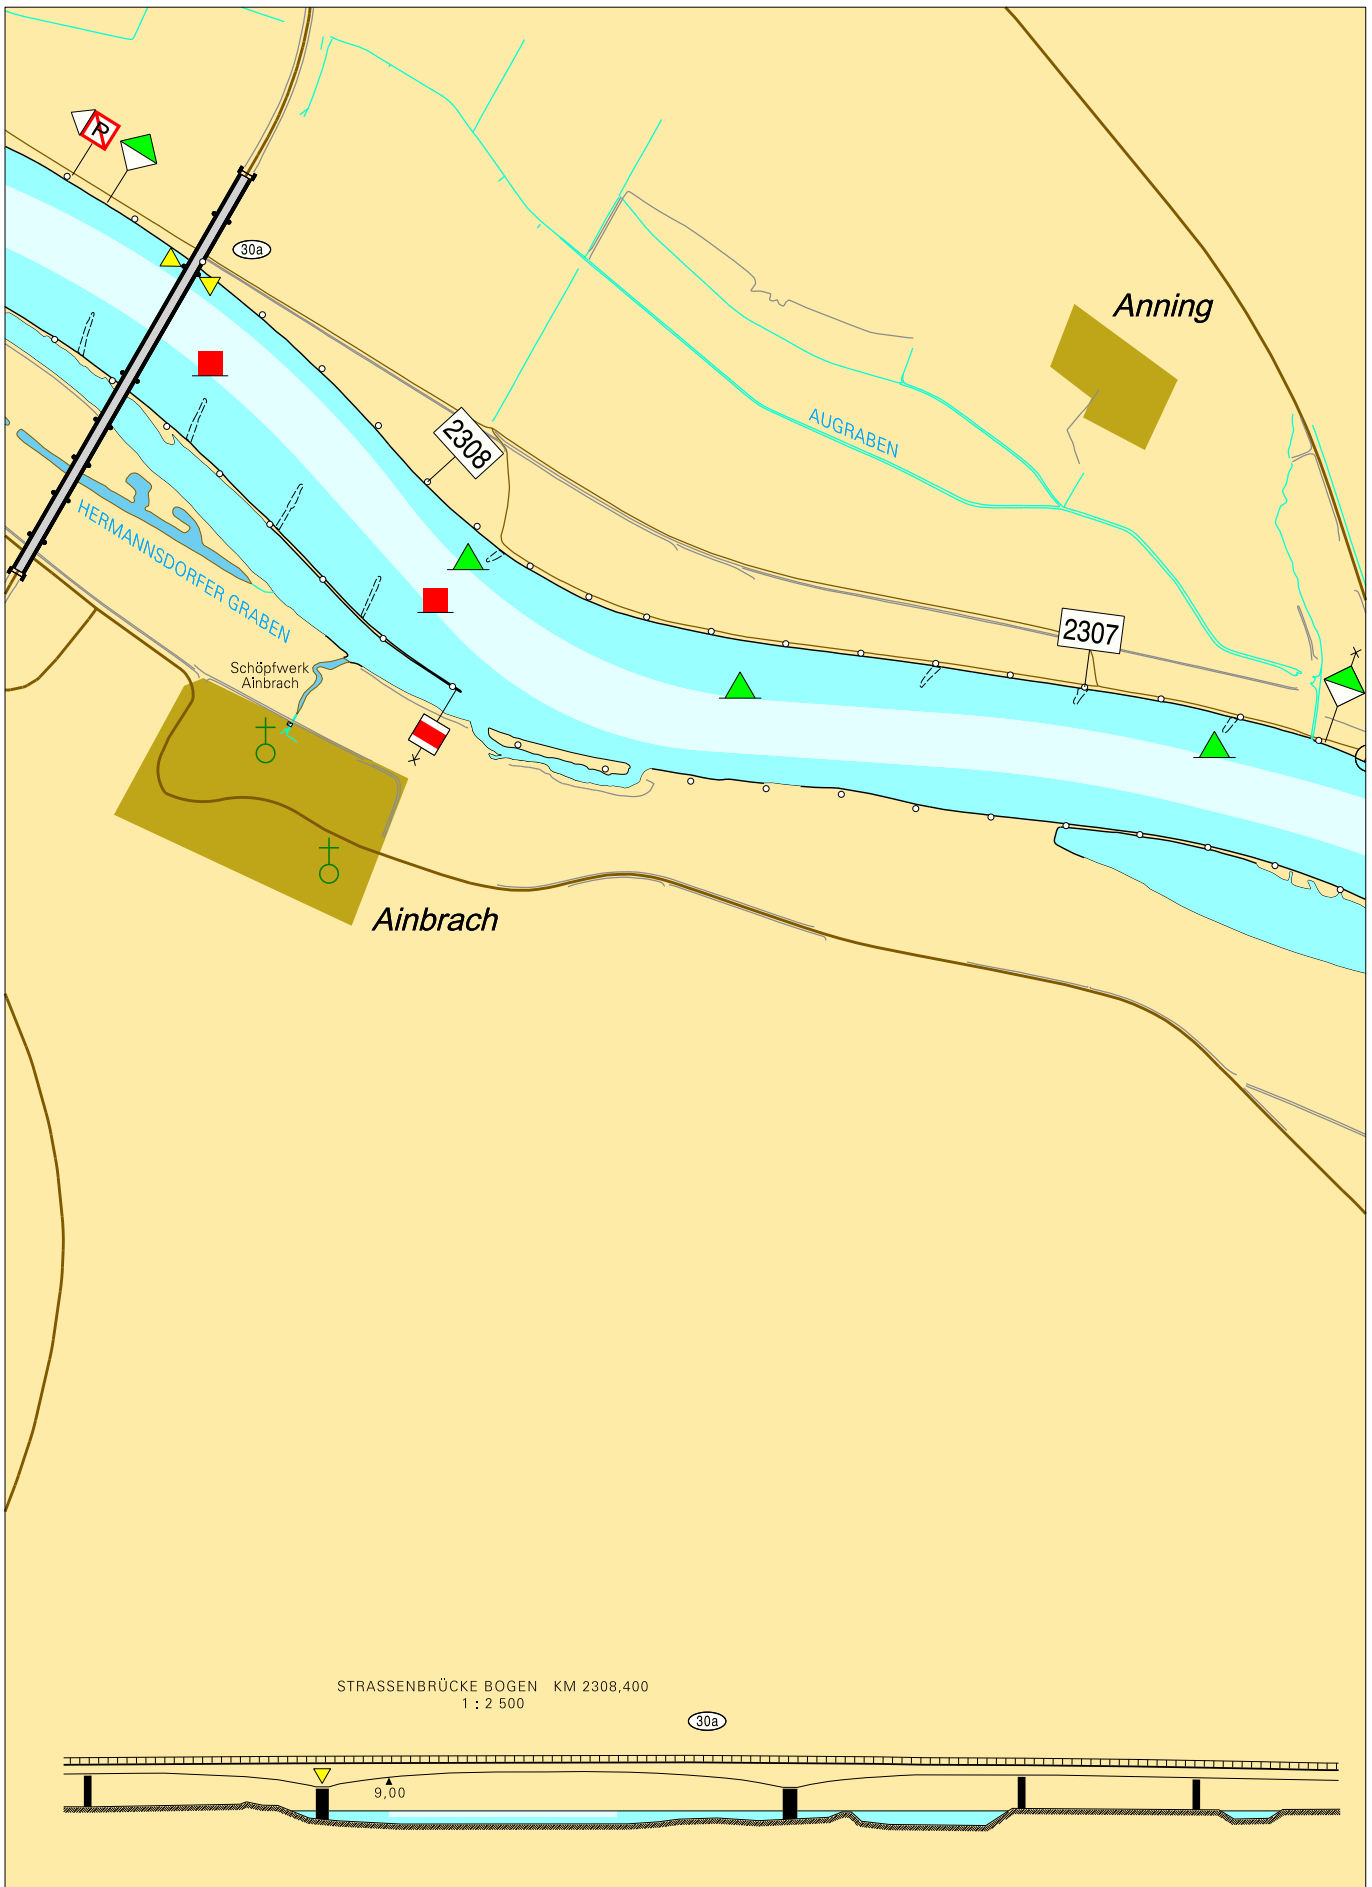 P
30a
Anning
AUGRABEN
2308
HERMANNSDORFER GRABEN
2307
Schöpfwerk
Ainbrach
Ainbrach
STRASSENBRÜCKE BOGEN KM 2308,400
1 : 2 500
30a
9,00